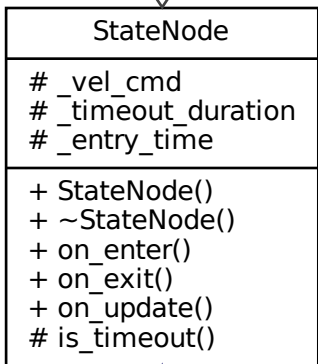 StateNode
# _vel_cmd
# _timeout_duration
# _entry_time
+ StateNode()
+ ~StateNode()
+ on_enter()
+ on_exit()
+ on_update()
# is_timeout()